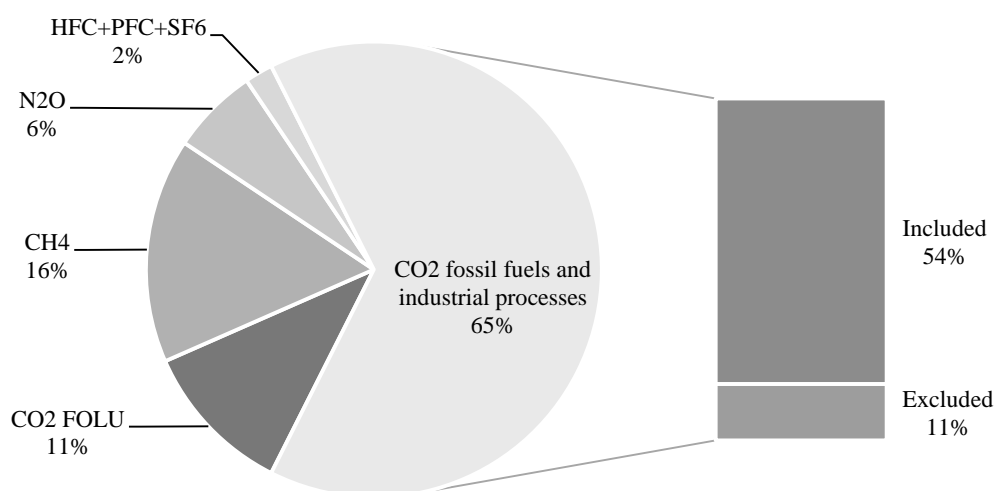 HFC+PFC+SF6
2%
N2O
6%
CH4
16%
CO2 FOLU
11%
CO2 fossil fuels and
industrial processes
65%
Included
54%
Excluded
11%